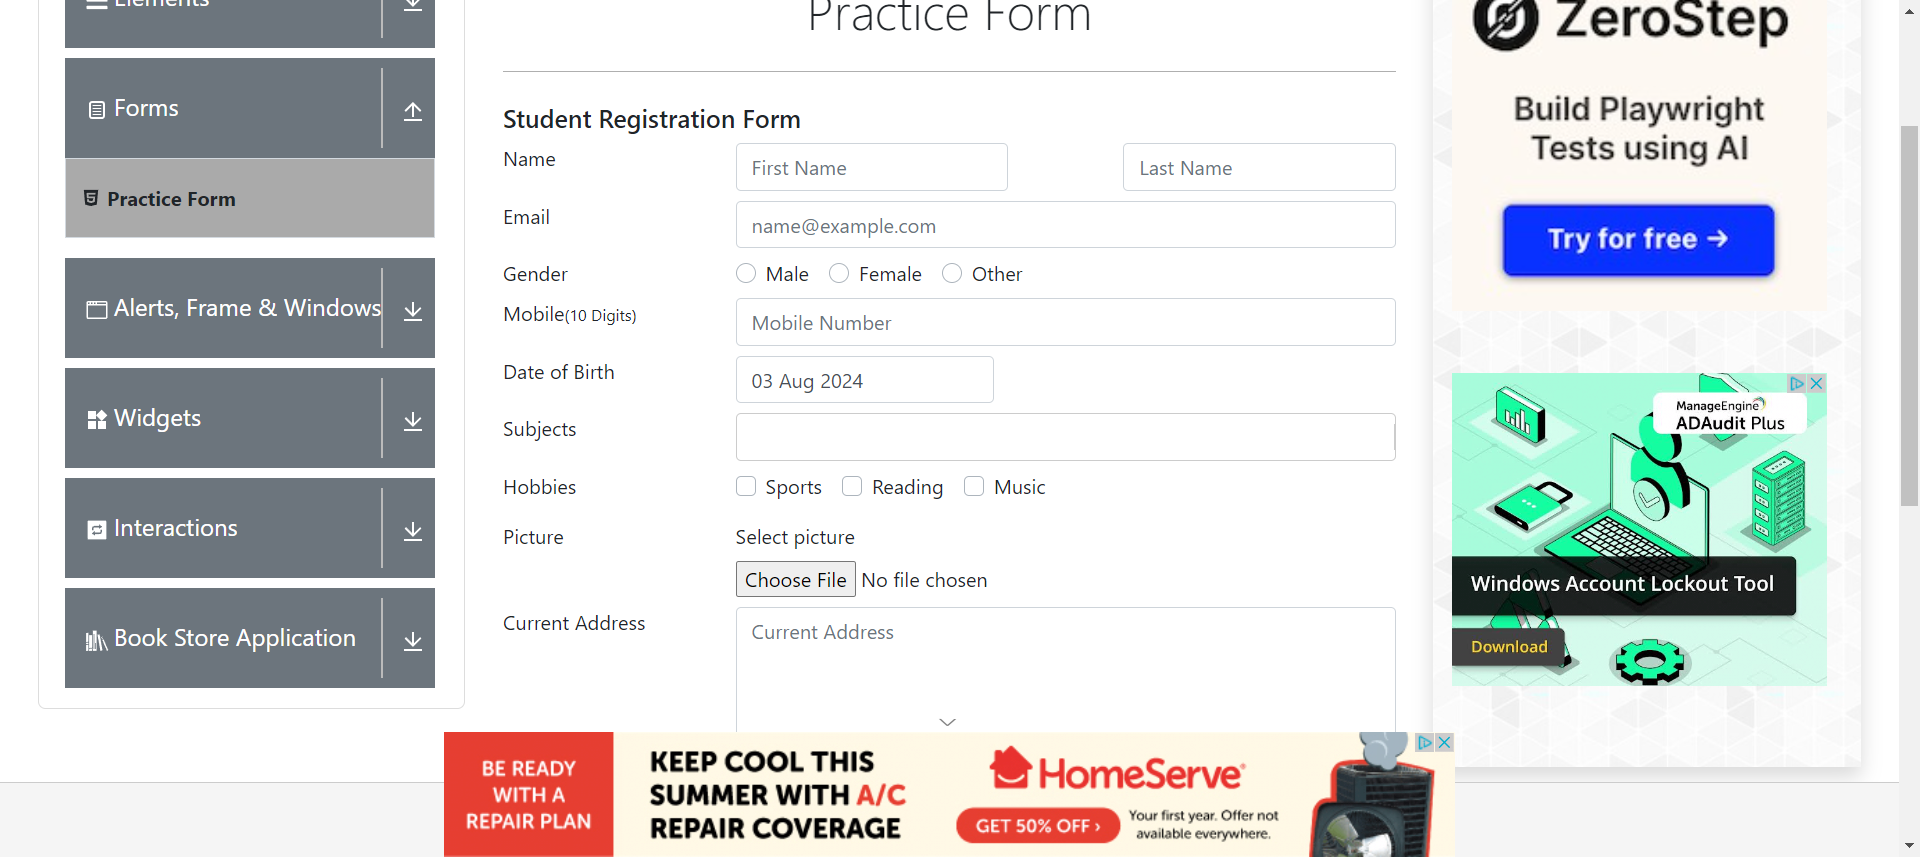 Elements
Forms
Practice Form
Alerts, Frame & Windows
Widgets
Interactions
Book Store Application
Practice Form
Student Registration Form
Name
First Name
Last Name
Email
name@example.com
Gender
Male
Female
Other
Mobile(10 Digits)
Mobile Number
Date of Birth
03 Aug 2024
Subjects
Hobbies
Sports
Reading
Music
Picture
Select picture
Choose File No file chosen
Current Address
Current Address
ZeroStep
Build Playwright
Tests using AI
Try for free →
ManageEngine
ADAudit Plus
Windows Account Lockout Tool
Download
BE READY
WITH A
REPAIR PLAN
KEEP COOL THIS
SUMMER WITH A/C
REPAIR COVERAGE
HomeServe®
GET 50% OFF ›
Your first year. Offer not
available everywhere.